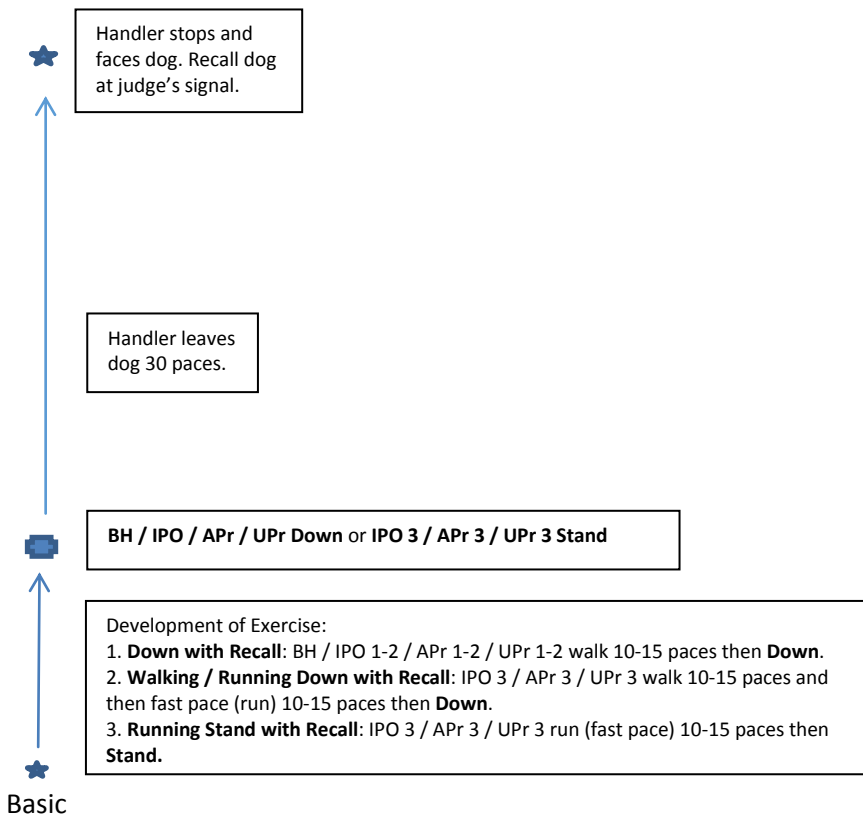 Handler stops and
faces dog. Recall dog
at judge’s signal.
Handler leaves
dog 30 paces.
BH / IPO / APr / UPr Down or IPO 3 / APr 3 / UPr 3 Stand
Development of Exercise:
1. Down with Recall: BH / IPO 1-2 / APr 1-2 / UPr 1-2 walk 10-15 paces then Down.
2. Walking / Running Down with Recall: IPO 3 / APr 3 / UPr 3 walk 10-15 paces and
then fast pace (run) 10-15 paces then Down.
3. Running Stand with Recall: IPO 3 / APr 3 / UPr 3 run (fast pace) 10-15 paces then
Stand.
Basic